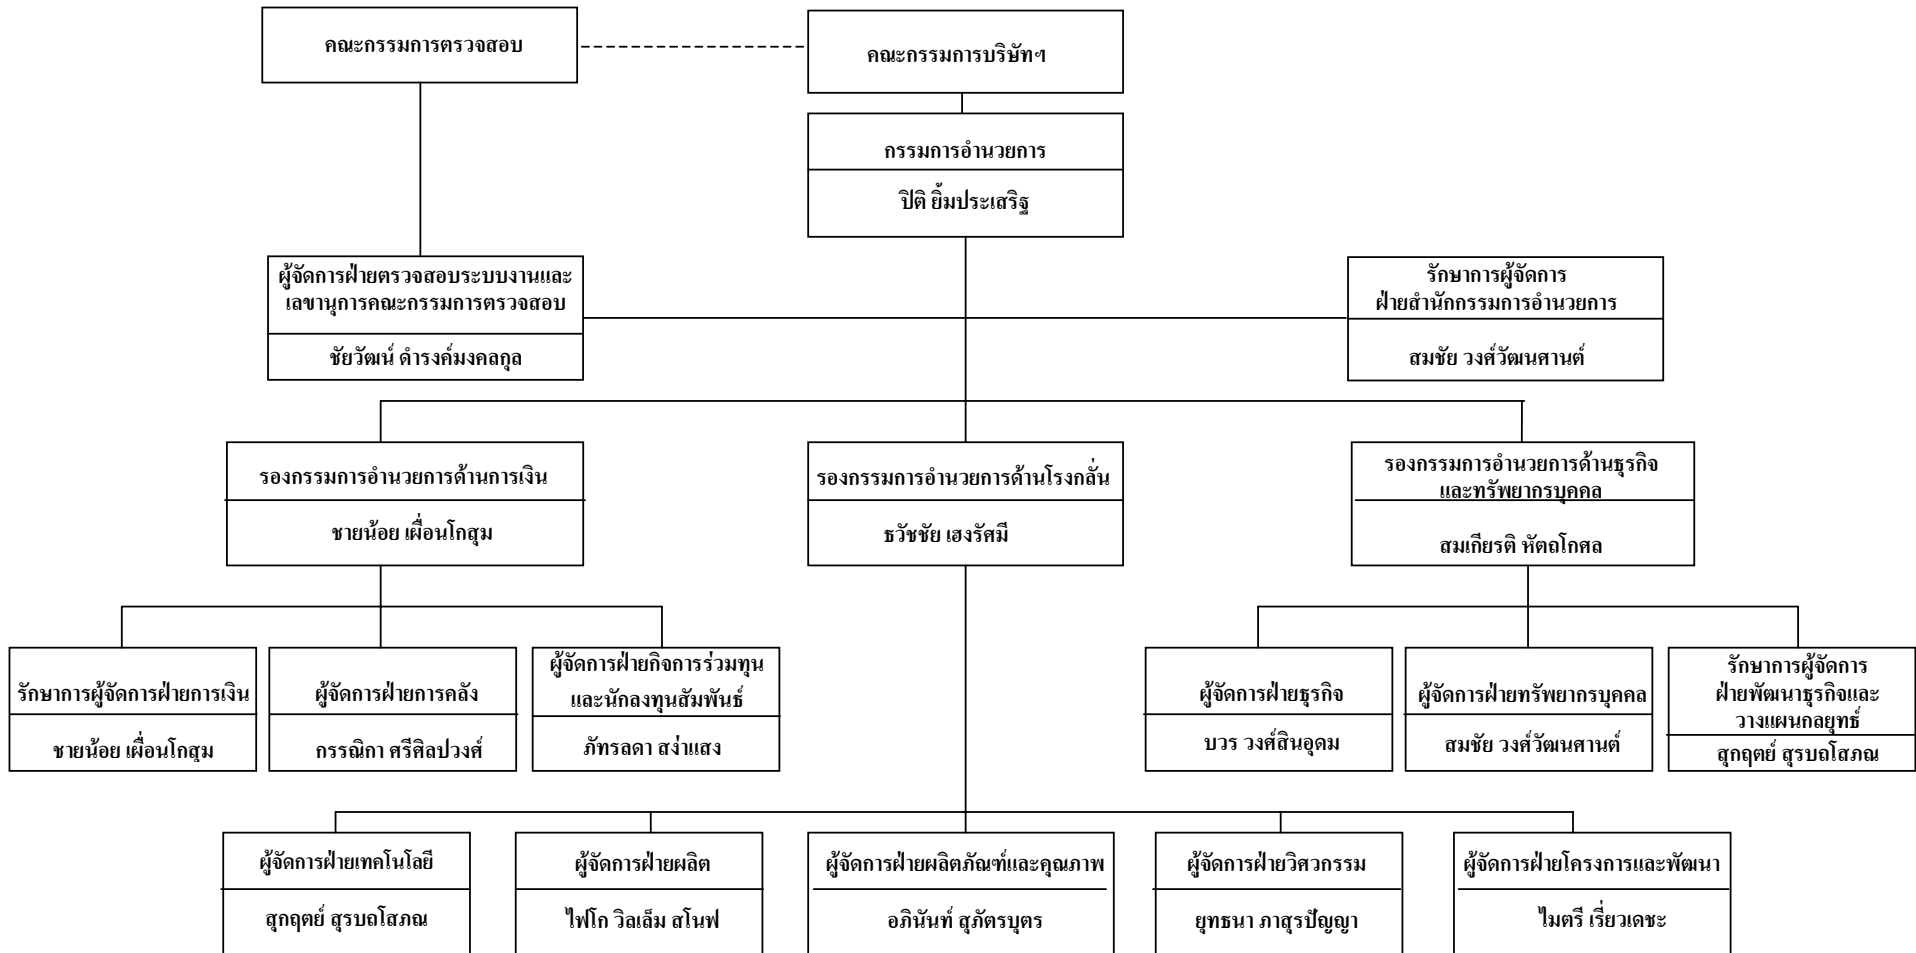 คณะกรรมการตรวจสอบ
คณะกรรมการบริษัทฯ
กรรมการอำนวยการ
ปิติ ยิ้มประเสริฐ
ผู้จัดการฝ่ายตรวจสอบระบบงานและ
เลขานุการคณะกรรมการตรวจสอบ
ชัยวัฒน์ ดำรงค์มงคลกุล
รักษาการผู้จัดการ
ฝ่ายสำนักกรรมการอำนวยการ
สมชัย วงศ์วัฒนศานต์
รองกรรมการอำนวยการด้านการเงิน
ชายน้อย เผื่อนโกสุม
รองกรรมการอำนวยการด้านโรงกลั่น
ธวัชชัย เฮงรัศมี
รองกรรมการอำนวยการด้านธุรกิจ
และทรัพยากรบุคคล
สมเกียรติ หัตถโกศล
รักษาการผู้จัดการฝ่ายการเงิน
ชายน้อย เผื่อนโกสุม
ผู้จัดการฝ่ายการคลัง
กรรณิกา ศรีศิลปวงศ์
ผู้จัดการฝ่ายกิจการร่วมทุน
และนักลงทุนสัมพันธ์
ภัทรลดา สง่าแสง
ผู้จัดการฝ่ายธุรกิจ
บวร วงศ์สินอุดม
ผู้จัดการฝ่ายทรัพยากรบุคคล
สมชัย วงศ์วัฒนศานต์
รักษาการผู้จัดการ
ฝ่ายพัฒนาธุรกิจและ
วางแผนกลยุทธ์
สุกฤตย์ สุรบถโสภณ
ผู้จัดการฝ่ายเทคโนโลยี
สุกฤตย์ สุรบถโสภณ
ผู้จัดการฝ่ายผลิต
ไฟโก วิลเล็ม สโนฟ
ผู้จัดการฝ่ายผลิตภัณฑ์และคุณภาพ
อภินันท์ สุภัตรบุตร
ผู้จัดการฝ่ายวิศวกรรม
ยุทธนา ภาสุรปัญญา
ผู้จัดการฝ่ายโครงการและพัฒนา
ไมตรี เรี่ยวเดชะ